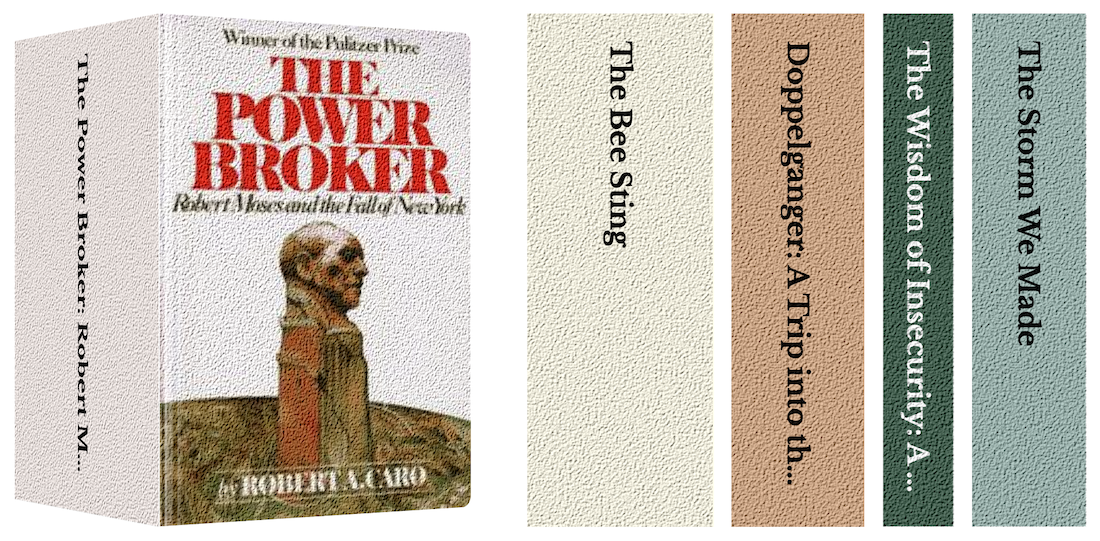 The Power Broker: Robert M...
Winner of the Pulitzer Prize
THE
POWER
BROKER
Robert Moses and the Fall of New York
by ROBERT A. CARO
The Bee Sting
Doppelganger: A Trip into th...
The Wisdom of Insecurity: A ...
The Storm We Made